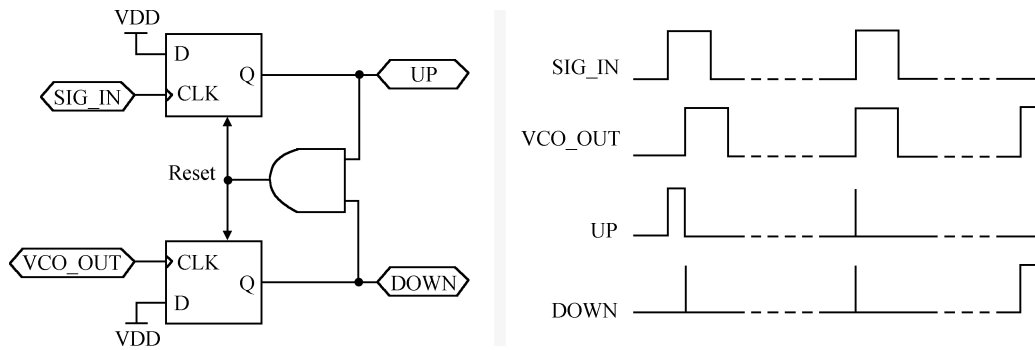 VDD
D
Q
UP
SIG_IN
CLK
Reset
VCO_OUT
CLK
Q
DOWN
D
VDD
SIG_IN
VCO_OUT
UP
DOWN